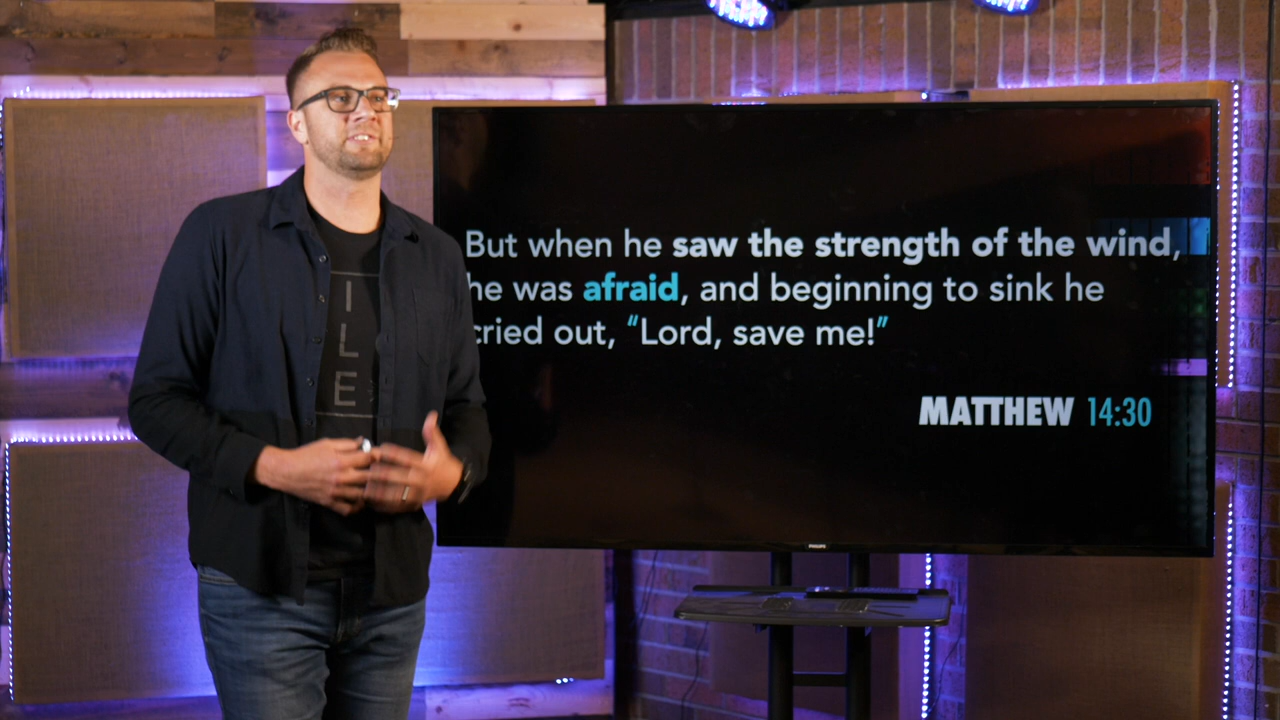 But when he saw the strength of the wind,
he was afraid, and beginning to sink he
cried out, “Lord, save me!”
MATTHEW 14:30
I
L
E
PHILIPS